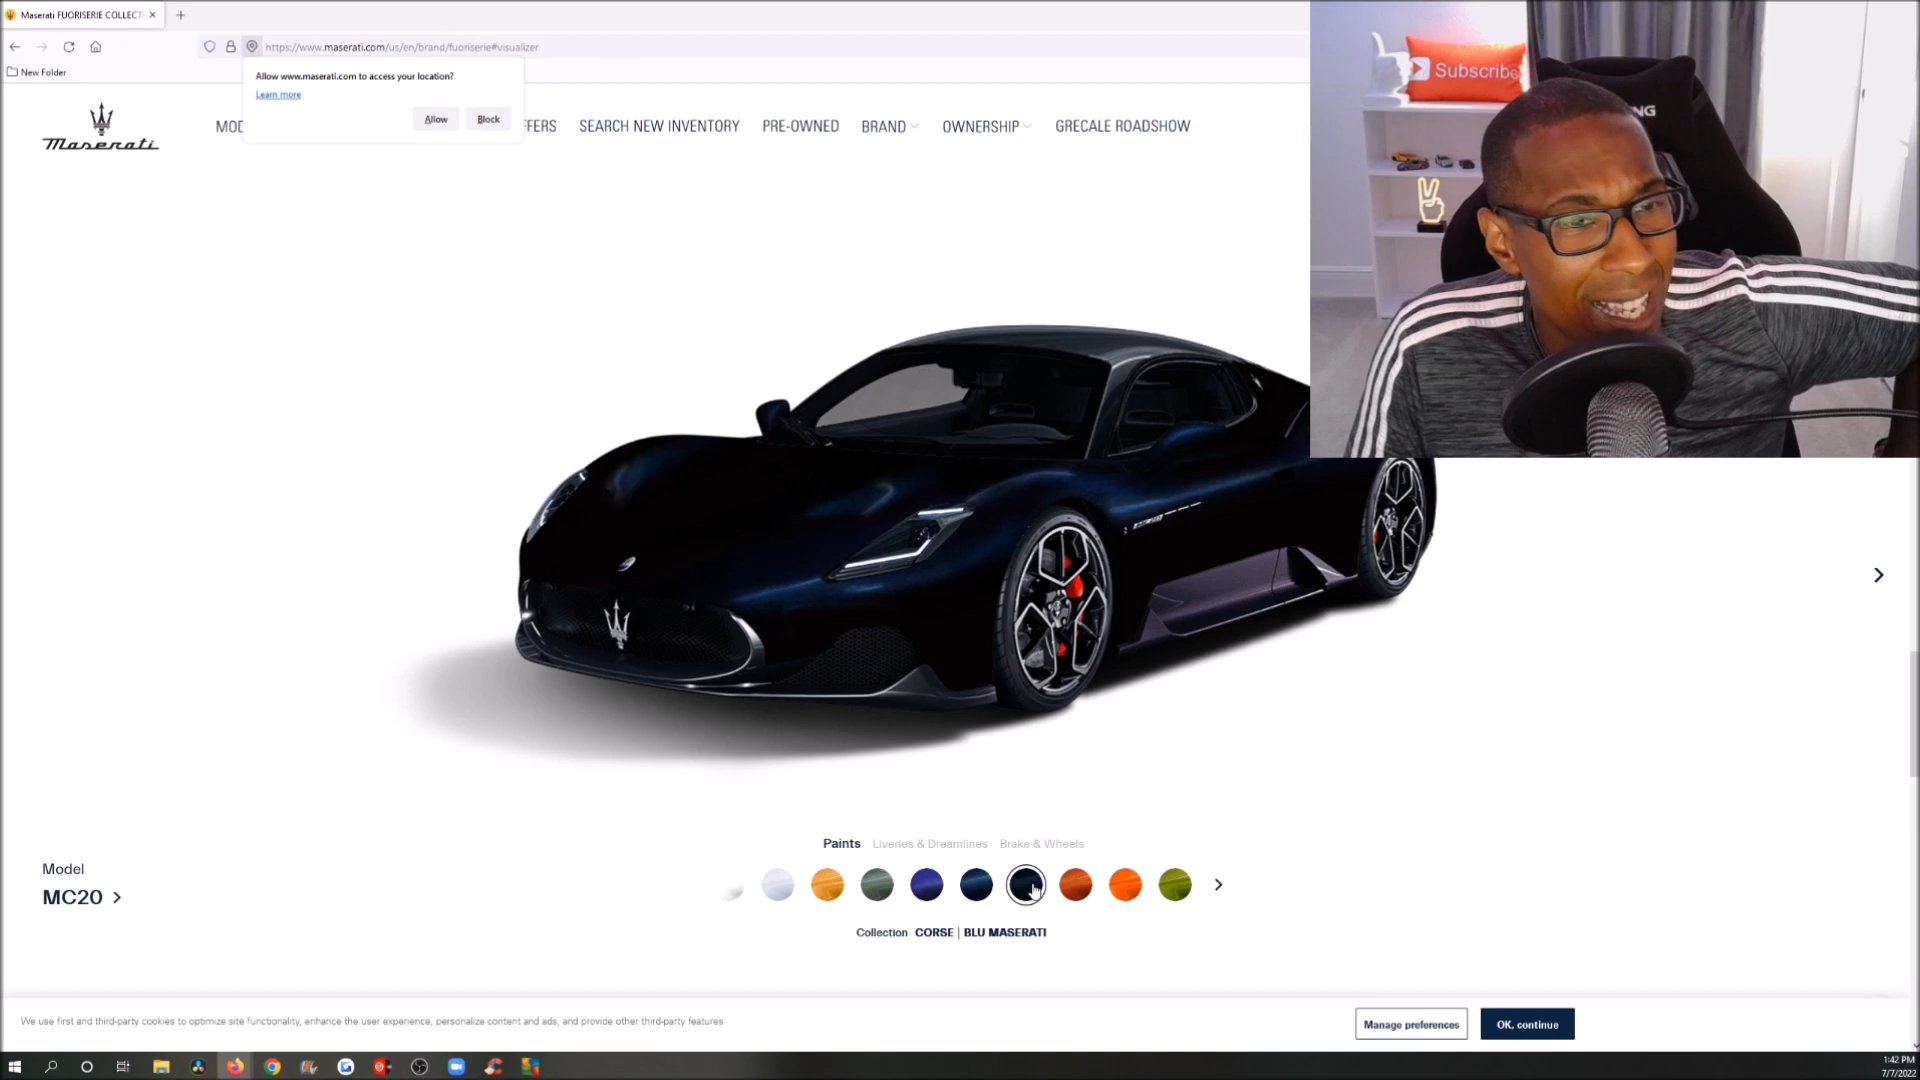 Maserati FUORISERIE COLLECTI
https://www.maserati.com/us/en/brand/fuoriserie#visualizer
New Folder
Allow www.maserati.com to access your location?
Learn more
Allow
Block
Maserati
MOD
FFERS
SEARCH NEW INVENTORY
PRE-OWNED
BRAND
OWNERSHIP
GRECALE ROADSHOW
Subscribe
NG
Paints
Liveries & Dreamlines
Brake & Wheels
Model
MC20
Collection CORSE | BLU MASERATI
We use first and third-party cookies to optimize site functionality, enhance the user experience, personalize content and ads, and provide other third-party features
Manage preferences
OK, continue
1:42 PM
7/7/2022